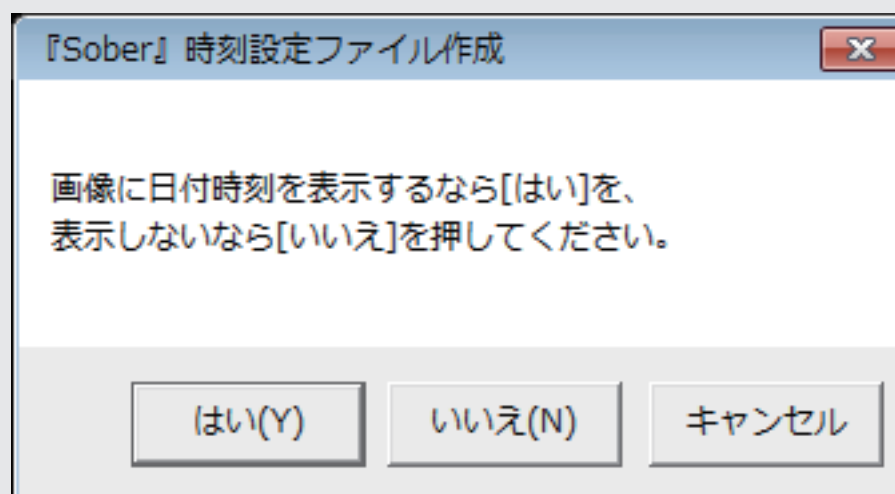 『Sober』時刻設定ファイル作成
画像に日付時刻を表示するなら[はい]を、
表示しないなら[いいえ]を押してください。
はい(Y)
いいえ(N)
キャンセル